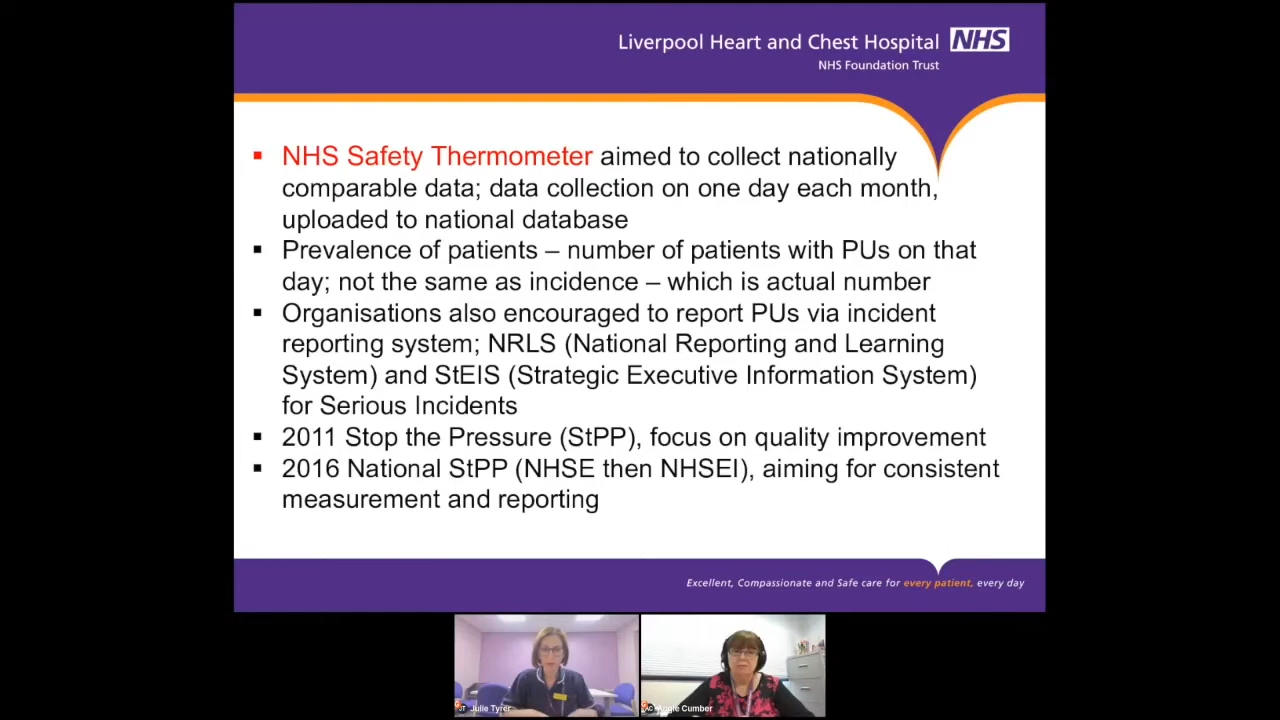 Liverpool Heart and Chest Hospital NHS
NHS Foundation Trust
▪ NHS Safety Thermometer aimed to collect nationally
comparable data; data collection on one day each month,
uploaded to national database
▪ Prevalence of patients – number of patients with PUs on that
day; not the same as incidence – which is actual number
▪ Organisations also encouraged to report PUs via incident
reporting system; NRLS (National Reporting and Learning
System) and StEIS (Strategic Executive Information System)
for Serious Incidents
▪ 2011 Stop the Pressure (StPP), focus on quality improvement
▪ 2016 National StPP (NHSE then NHSEI), aiming for consistent
measurement and reporting
Excellent, Compassionate and Safe care for every patient, every day
JT Julie Tyrer
AC Angie Cumber